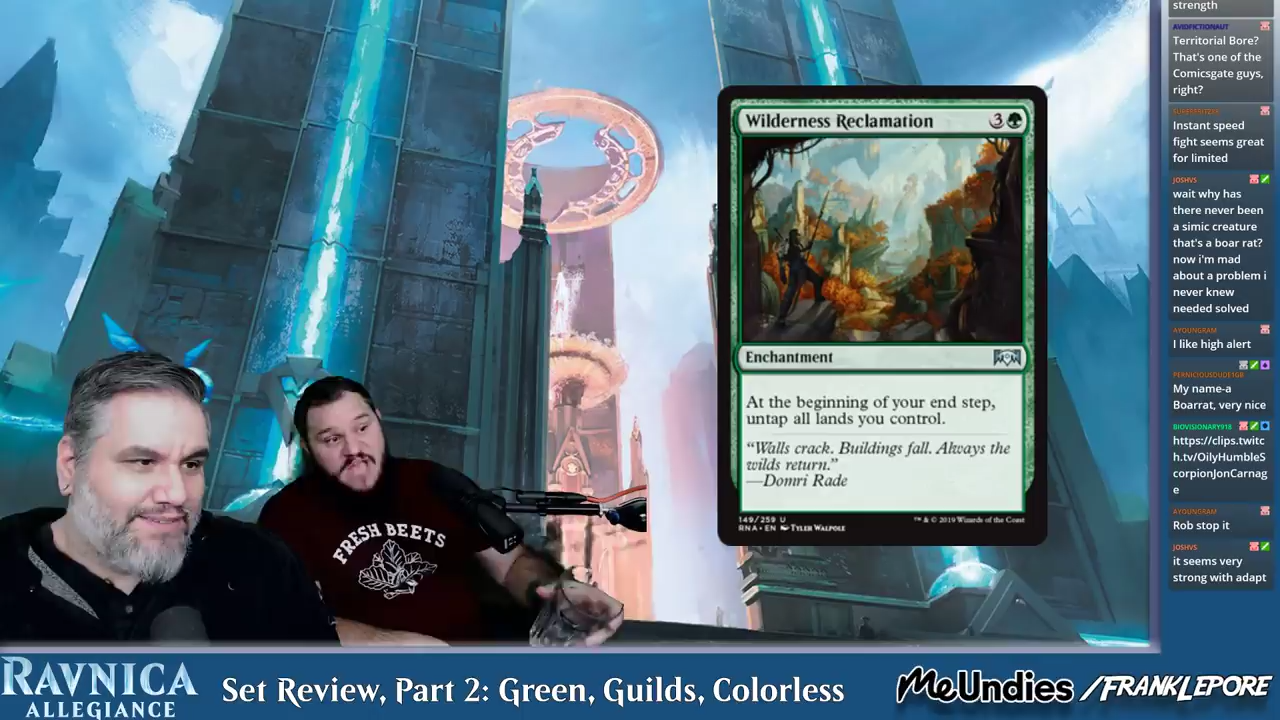 Wilderness Reclamation 3
Enchantment
At the beginning of your end step,
untap all lands you control.
“Walls crack. Buildings fall. Always the
wilds return.”
—Domri Rade
149/259 U
RNA • EN TYLER WALPOLE
™ & © 2019 Wizards of the Coast
FRESH BEETS
strength
AVIDFICTIONAUT
Territorial Bore?
That's one of the
Comicsgate guys,
right?
Instant speed
fight seems great
for limited
JOSHVS
wait why has
there never been
a simic creature
that's a boar rat?
now i'm mad
about a problem i
never knew
needed solved
AYOUNGRAM
I like high alert
My name-a
Boarrat, very nice
BIOVISIONARY918
https://clips.twitc
h.tv/OilyHumbleS
corpionJonCarnag
e
AYOUNGRAM
Rob stop it
JOSHVS
it seems very
strong with adapt
RAVNICA
ALLEGIANCE
Set Review, Part 2: Green, Guilds, Colorless
MeUndies /FRANKLEPORE